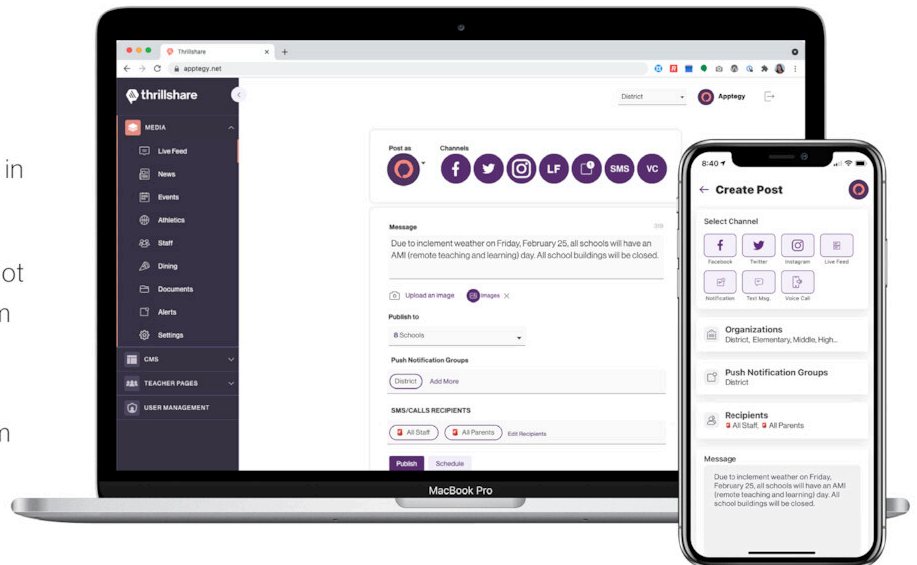 in
ot
Thrillshare
apptegy.net
thrillshare
District
Apptegy
MEDIA
Live Feed
News
Events
Athletics
Staff
Dining
Documents
Alerts
Settings
CMS
TEACHER PAGES
USER MANAGEMENT
Post as
Channels
LF
SMS
VC
Message
Due to inclement weather on Friday, February 25, all schools will have an
AMI (remote teaching and learning) day. All school buildings will be closed.
Upload an image
Images
Publish to
8 Schools
Push Notification Groups
District
Add More
SMS/CALLS RECIPIENTS
All Staff
All Parents
Edit Recipients
Publish
Schedule
MacBook Pro
8:40
Create Post
Select Channel
Facebook
Twitter
Instagram
Live Feed
Notification
Text Msg.
Voice Call
Organizations
District, Elementary, Middle, High...
Push Notification Groups
District
Recipients
All Staff, All Parents
Message
Due to inclement weather on Friday,
February 25, all schools will have an AMI
(remote teaching and learning) day. All
school buildings will be closed.